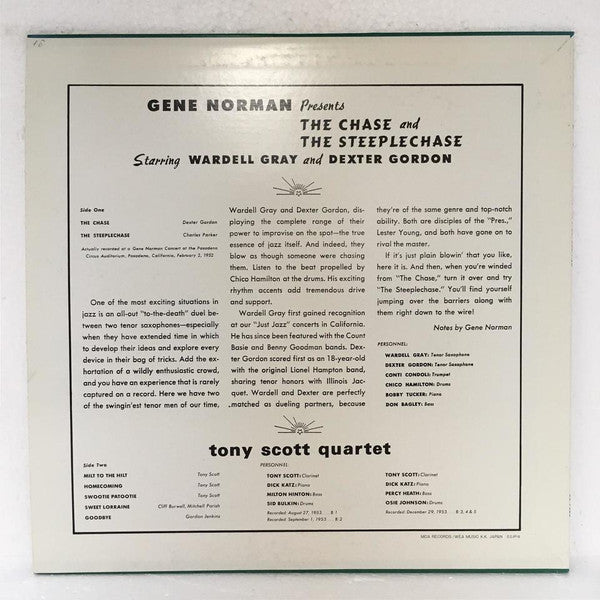 GENE NORMAN Presents
THE CHASE and
THE STEEPLECHASE
Starring WARDELL GRAY and DEXTER GORDON
Side One
THE CHASE Dexter Gordon
THE STEEPLECHASE Charles Parker
Actually recorded at a Gene Norman Concert at the Pasadena
Civic Auditorium, Pasadena, California, February 2, 1952
One of the most exciting situations in
jazz is an all-out "to-the-death" duel be-
tween two tenor saxophones—especially
when they have extended time in which
to develop their ideas and explore every
device in their bag of tricks. Add the ex-
hortation of a wildly enthusiastic crowd,
and you have an experience that is rarely
captured on a record. Here we have two
of the swingin'est tenor men of our time,
Wardell Gray and Dexter Gordon, dis-
playing the complete range of their
power to improvise on the spot—the true
essence of jazz itself. And indeed, they
blow as though someone were chasing
them. Listen to the beat propelled by
Chico Hamilton at the drums. His exciting
rhythm accents add tremendous drive
and support.
Wardell Gray first gained recognition
at our "Just Jazz" concerts in California.
He has since been featured with the Count
Basie and Benny Goodman bands. Dex-
ter Gordon scored first as an 18-year-old
with the original Lionel Hampton band,
sharing tenor honors with Illinois Jac-
quet. Wardell and Dexter are perfectly
matched as dueling partners, because
they're of the same genre and top-notch
ability. Both are disciples of the "Pres.,"
Lester Young, and both have gone on to
rival the master.
If it's just plain blowin' that you like,
here it is. And then, when you're winded
from "The Chase," turn it over and try
"The Steeplechase." You'll find yourself
jumping over the barriers along with
them right down to the wire!
Notes by Gene Norman
PERSONNEL:
WARDELL GRAY: Tenor Saxophone
DEXTER GORDON: Tenor Saxophone
CONTI CONDOLI: Trumpet
CHICO HAMILTON: Drums
BOBBY TUCKER: Piano
DON BAGLEY: Bass
tony scott quartet
Side Two
MILT TO THE HILT Tony Scott
HOMECOMING Tony Scott
SWOOTIE PATOOTIE Tony Scott
SWEET LORRAINE Cliff Burwell, Mitchell Parish
GOODBYE Gordon Jenkins
PERSONNEL:
TONY SCOTT: Clarinet
DICK KATZ: Piano
MILTON HINTON: Bass
SID BULKIN: Drums
Recorded: August 27, 1953 . . . B 1
Recorded: September 1, 1953 . . . B 2
TONY SCOTT: Clarinet
DICK KATZ: Piano
PERCY HEATH: Bass
OSIE JOHNSON: Drums
Recorded: December 29, 1953 . . . B 3, 4 & 5
MCA RECORDS/WEA MUSIC K.K. JAPAN